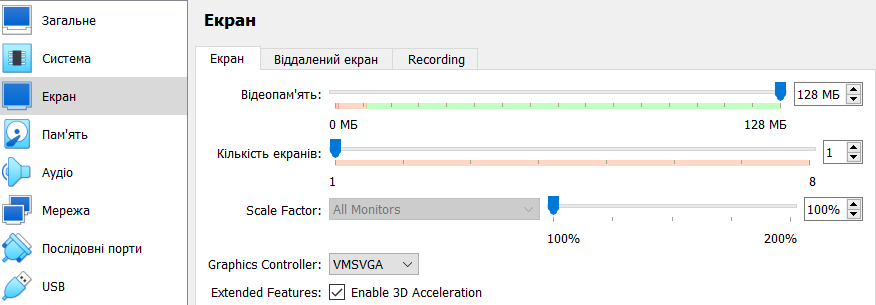 Загальне
Система
Екран
Пам'ять
Аудіо
Мережа
Послідовні порти
USB
Екран
Екран Віддалений екран Recording
Відеопам'ять: 128 МБ
0 МБ 128 МБ
Кількість екранів: 1
1 8
Scale Factor: All Monitors 100%
100% 200%
Graphics Controller: VMSVGA
Extended Features: Enable 3D Acceleration